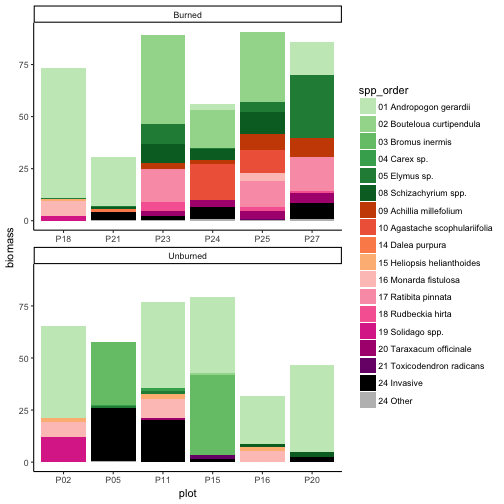 Burned
75
50
25
0
P18 P21 P23 P24 P25 P27
biomass
Unburned
75
50
25
0
P02 P05 P11 P15 P16 P20
plot
spp_order
01 Andropogon gerardii
02 Bouteloua curtipendula
03 Bromus inermis
04 Carex sp.
05 Elymus sp.
08 Schizachyrium spp.
09 Achillia millefolium
10 Agastache scophulariifolia
14 Dalea purpura
15 Heliopsis helianthoides
16 Monarda fistulosa
17 Ratibita pinnata
18 Rudbeckia hirta
19 Solidago spp.
20 Taraxacum officinale
21 Toxicodendron radicans
24 Invasive
24 Other